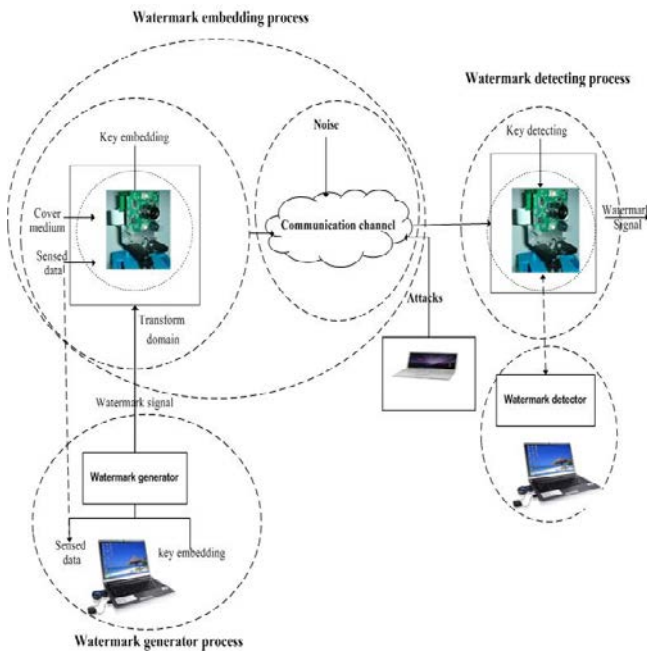 Watermark embedding process
Watermark detecting process
Noise
Key embedding
Key detecting
Cover
medium
Communication channel
Watermark
Signal
Sensed
data
Attacks
Transform
domain
Watermark signal
Watermark detector
Watermark generator
Sensed
data
key embedding
Watermark generator process